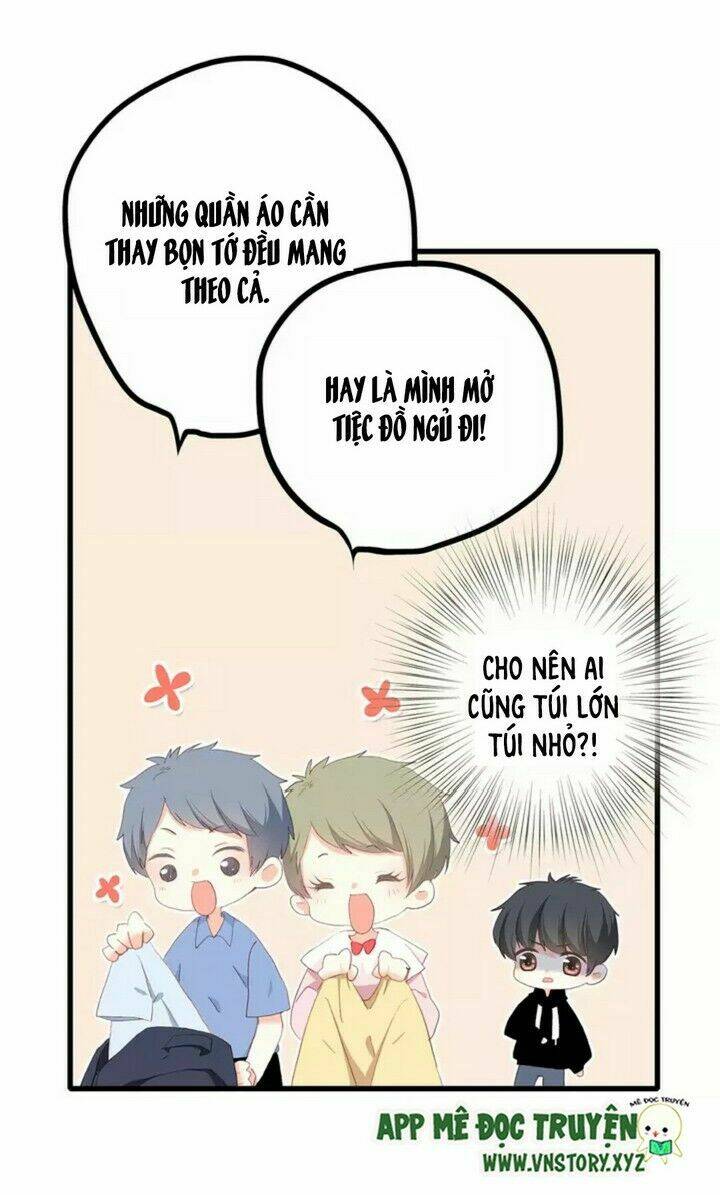 NHỮNG QUẦN ÁO CẦN
THAY BỌN TỚ ĐỀU MANG
THEO CẢ.
HAY LÀ MÌNH MỞ
TIỆC ĐỒ NGỦ ĐI!
CHO NÊN AI
CŨNG TÚI LỚN
TÚI NHỎ?!
MÊ ĐỌC TRUYỆN
APP MÊ ĐỌC TRUYỆN
WWW.VNSTORY.XYZ